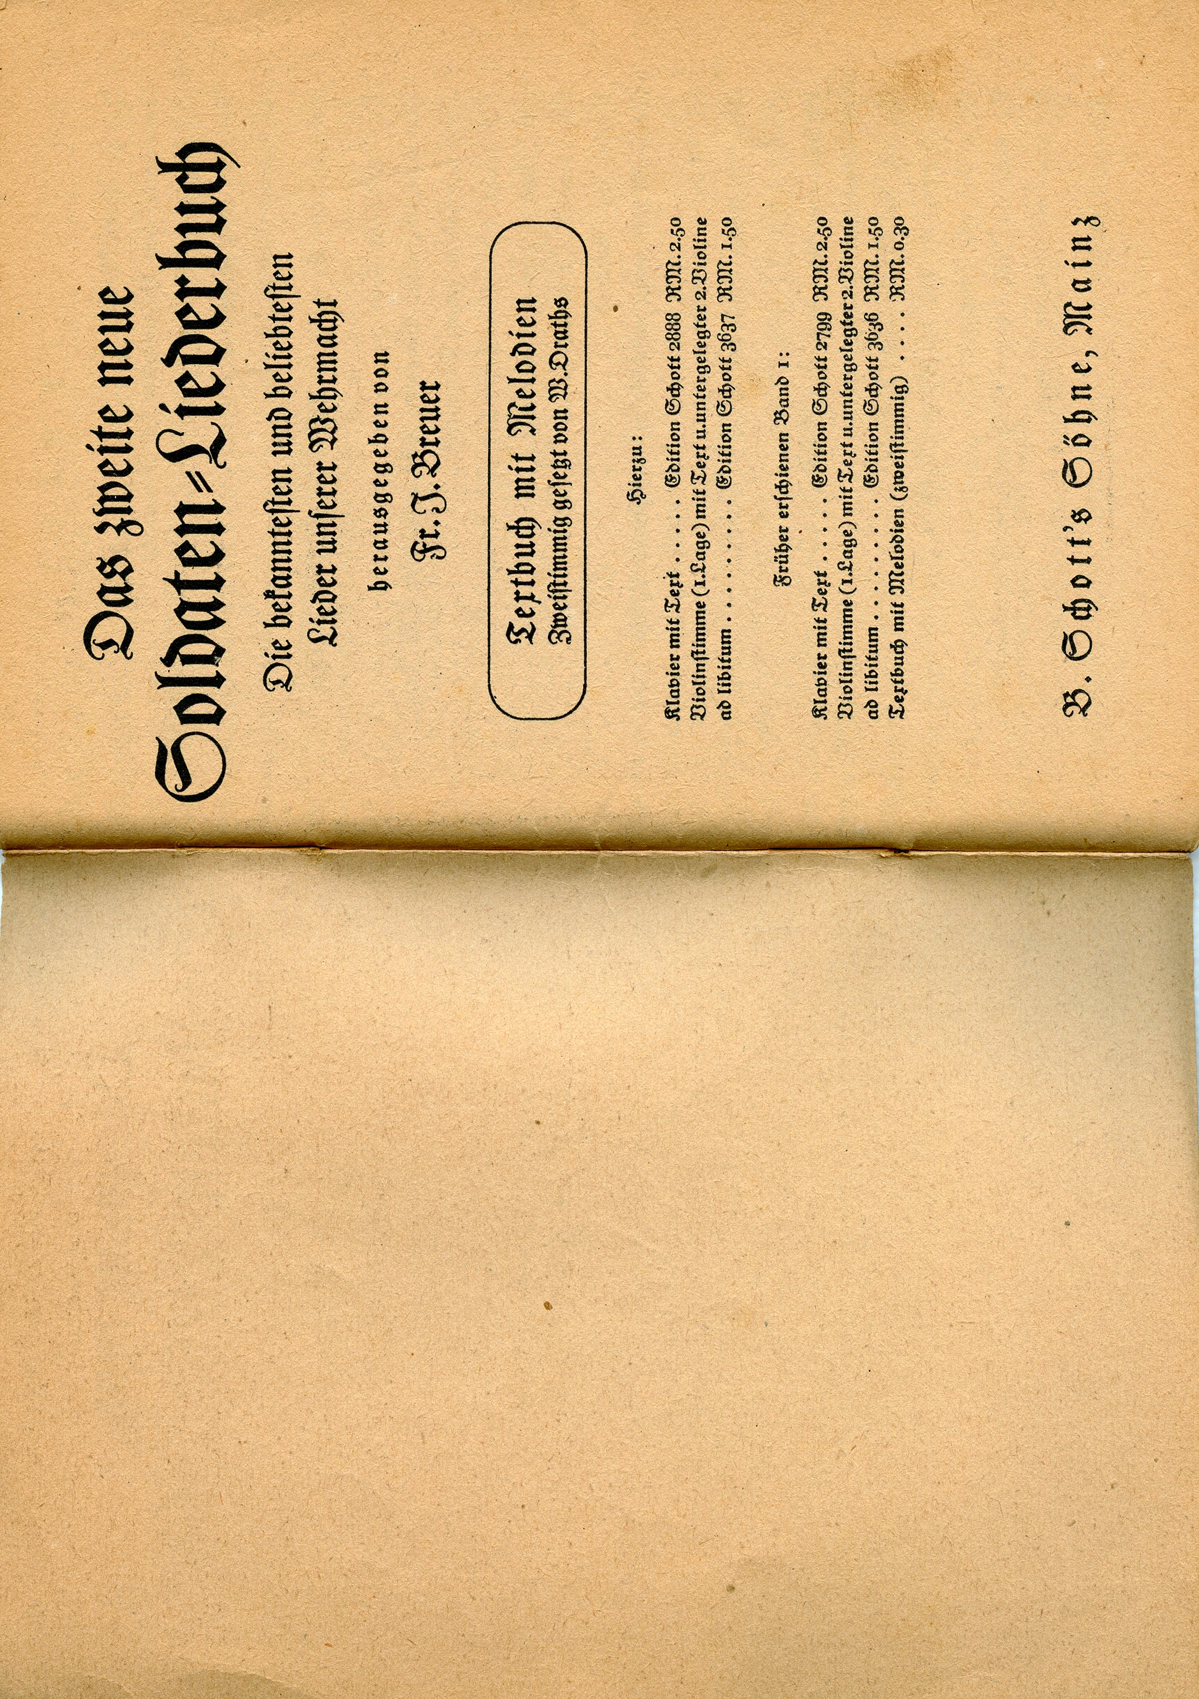 Das zweite neue
Soldaten-Liederbuch
Die bekanntesten und beliebtesten
Lieder unserer Wehrmacht
herausgegeben von
Fr. J. Breuer
Textbuch mit Melodien
Zweistimmig gesetzt von W. Draths
Hierzu:
Klavier mit Text . . . . . Edition Schott 2888 RM. 2.50
Violinstimme (1. Lage) mit Text u. untergelegter 2. Violine
ad libitum . . . . . . . . . Edition Schott 3637 RM. 1.50
Früher erschienen Band 1:
Klavier mit Text . . . . . Edition Schott 2799 RM. 2.50
Violinstimme (1. Lage) mit Text u. untergelegter 2. Violine
ad libitum . . . . . . . . . Edition Schott 3636 RM. 1.50
Textbuch mit Melodien (zweistimmig) . . . . RM. 0.30
B. Schott's Söhne, Mainz